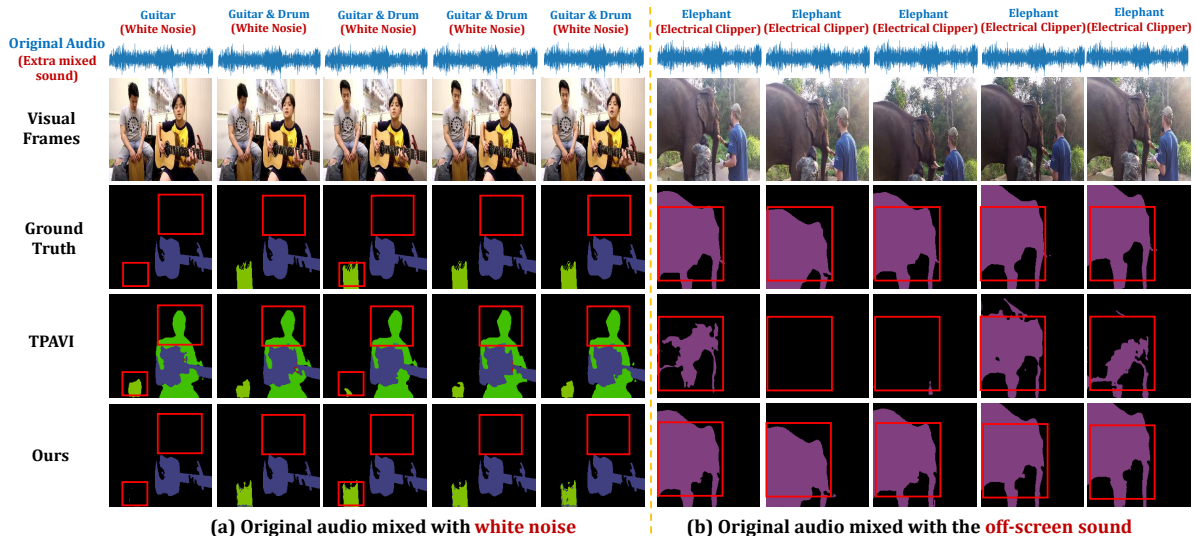 Guitar Guitar & Drum Guitar & Drum Guitar & Drum Guitar & Drum Elephant Elephant Elephant Elephant Elephant
(White Nosie) (White Nosie) (White Nosie) (White Nosie) (White Nosie) (Electrical Clipper) (Electrical Clipper) (Electrical Clipper) (Electrical Clipper) (Electrical Clipper)
Original Audio
(Extra mixed
sound)
Visual
Frames
Ground
Truth
TPAVI
Ours
(a) Original audio mixed with white noise (b) Original audio mixed with the off-screen sound